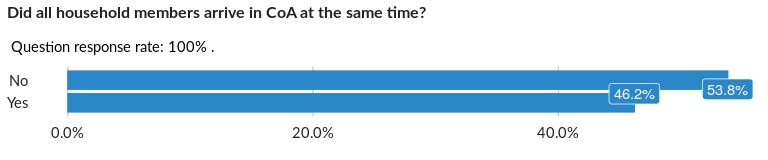 Did all household members arrive in CoA at the same time?
Question response rate: 100% .
No 53.8%
Yes 46.2%
0.0% 20.0% 40.0%